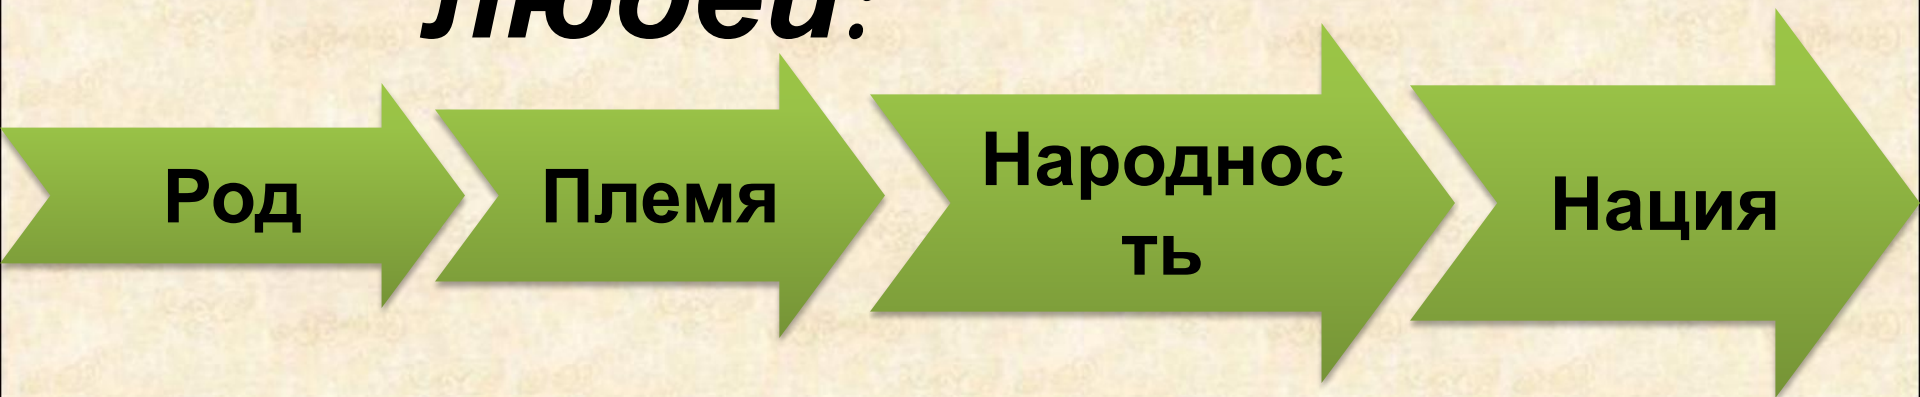 людей:
Род
Племя
Народнос
ть
Нация